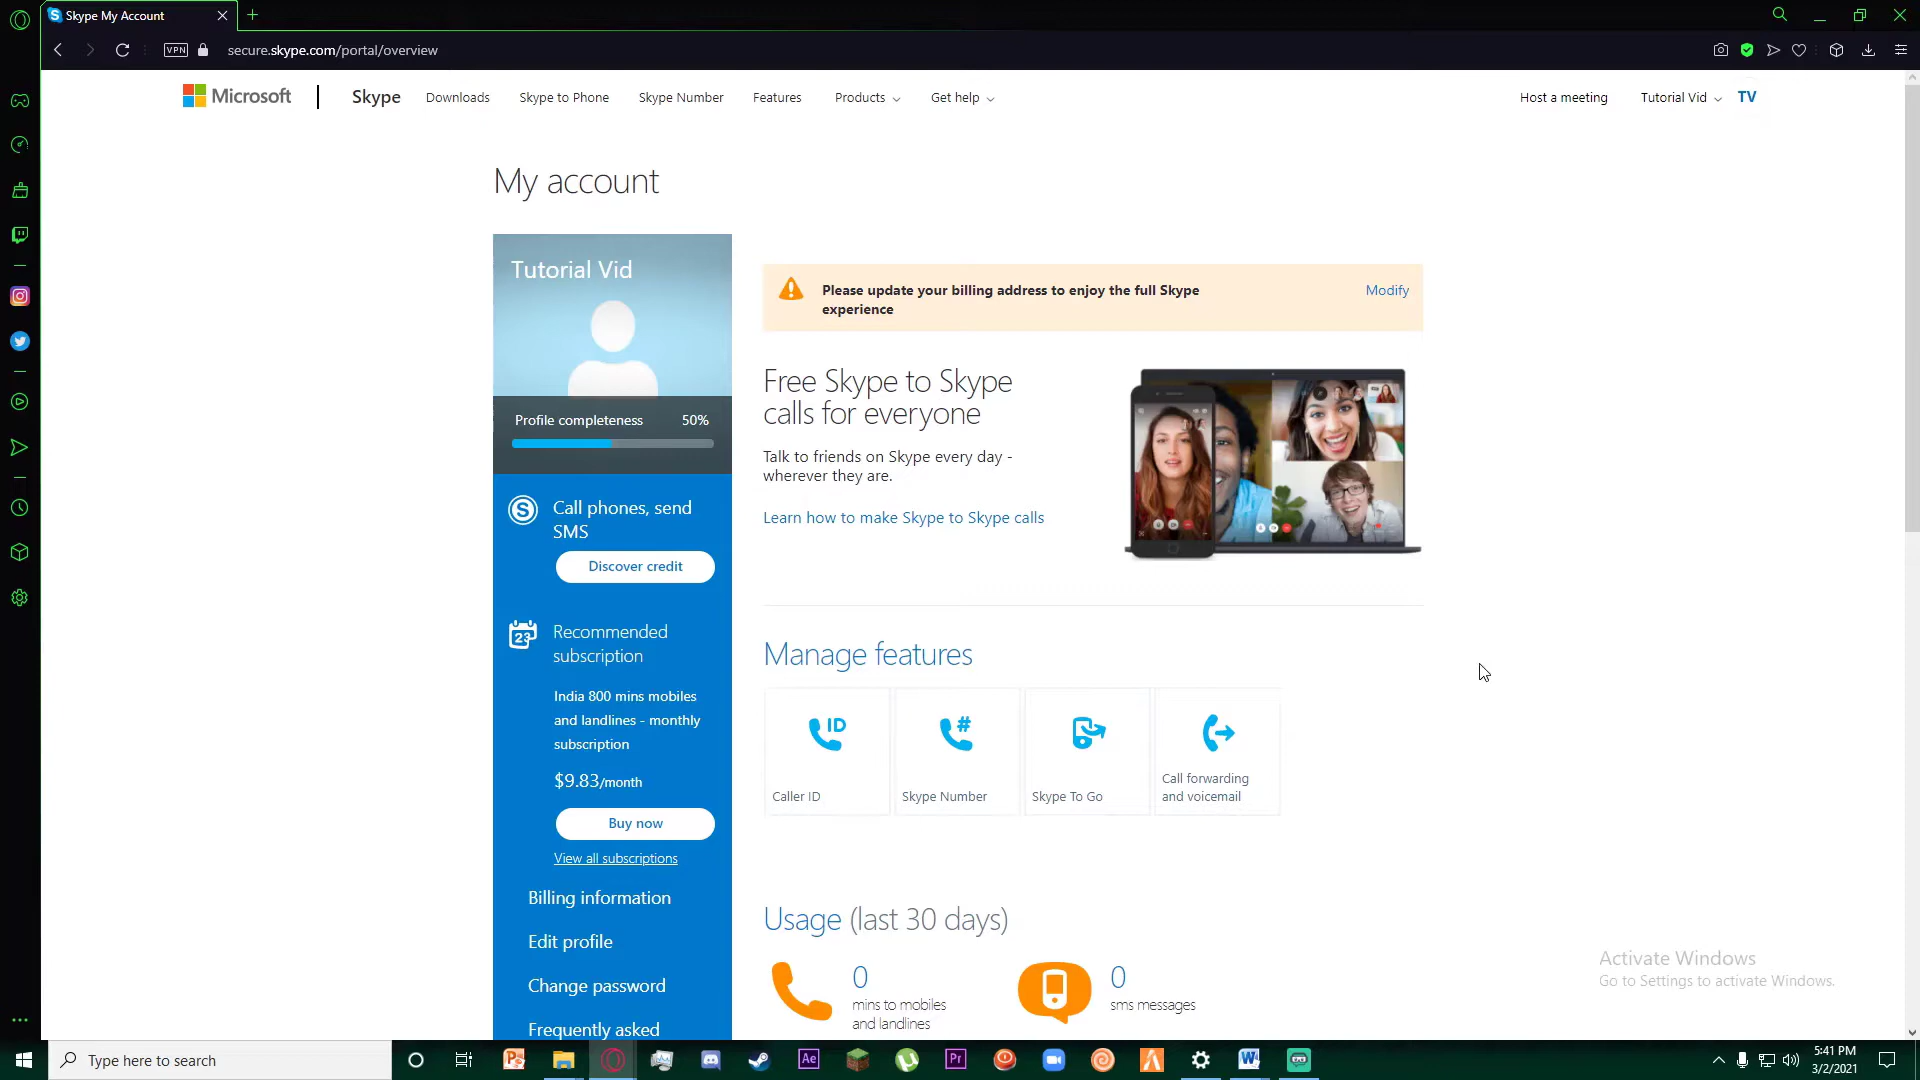 Skype My Account
VPN
secure.skype.com/portal/overview
Microsoft
Skype
Downloads
Skype to Phone
Skype Number
Features
Products
Get help
Host a meeting
Tutorial Vid
TV
My account
Tutorial Vid
Profile completeness 50%
Call phones, send
SMS
Discover credit
23
Recommended
subscription
India 800 mins mobiles
and landlines - monthly
subscription
$9.83/month
Buy now
View all subscriptions
Billing information
Edit profile
Change password
Frequently asked
Please update your billing address to enjoy the full Skype
experience
Modify
Free Skype to Skype
calls for everyone
Talk to friends on Skype every day -
wherever they are.
Learn how to make Skype to Skype calls
Manage features
ID
Caller ID
#
Skype Number
Skype To Go
Call forwarding
and voicemail
Usage (last 30 days)
0
mins to mobiles
and landlines
0
sms messages
Activate Windows
Go to Settings to activate Windows.
Type here to search
Ae
Pr
5:41 PM
3/2/2021